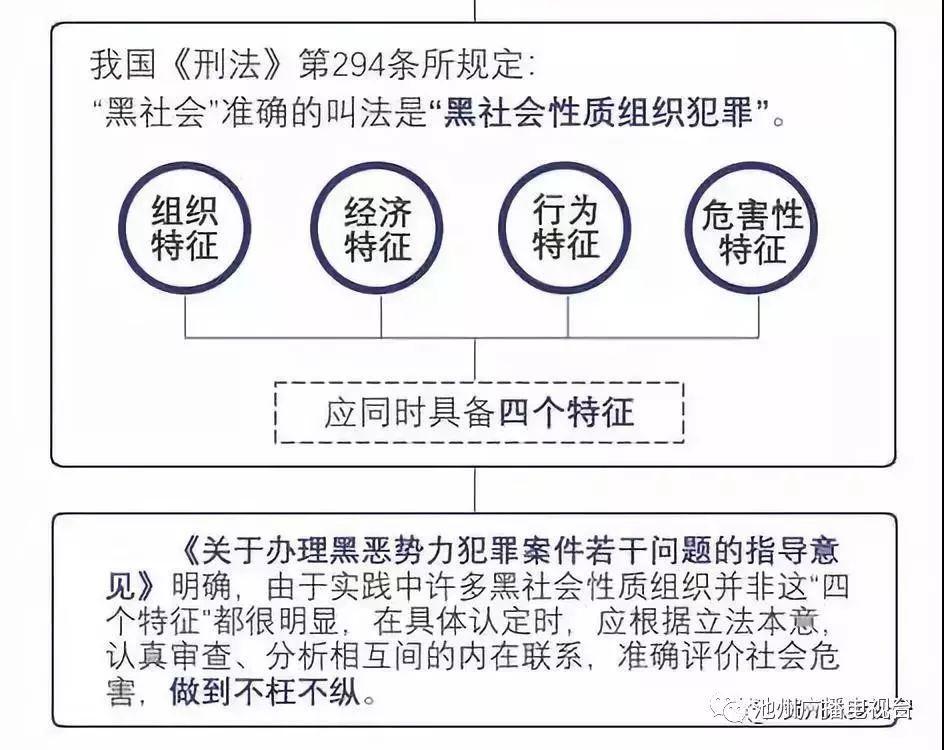 我国《刑法》第294条所规定：
“黑社会”准确的叫法是“黑社会性质组织犯罪”。
组织
特征
经济
特征
行为
特征
危害性
特征
应同时具备四个特征
《关于办理黑恶势力犯罪案件若干问题的指导意
见》明确，由于实践中许多黑社会性质组织并非这“四
个特征”都很明显，在具体认定时，应根据立法本意，
认真审查、分析相互间的内在联系，准确评价社会危
害，做到不枉不纵。
池州广播电视台